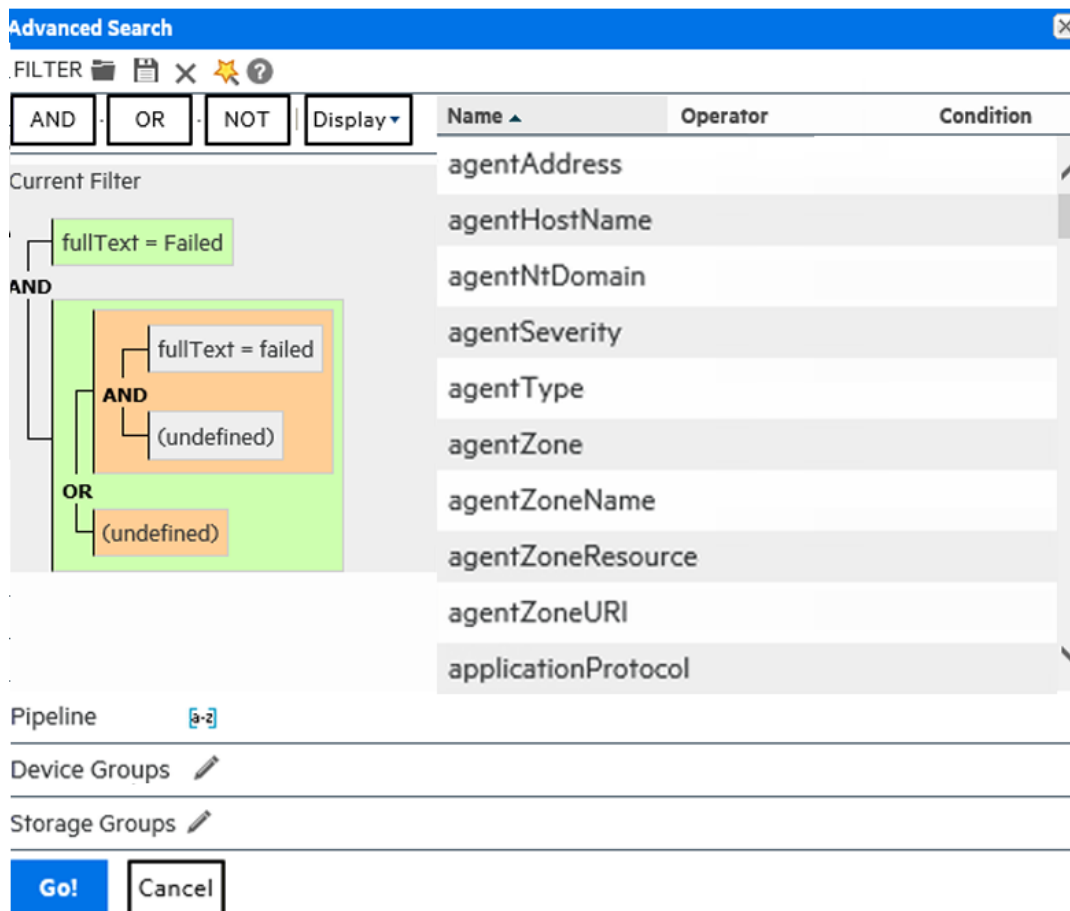 Advanced Search
FILTER
AND OR NOT Display
Name Operator Condition
Current Filter
fullText = Failed
AND
fullText = failed
AND
(undefined)
OR
(undefined)
agentAddress
agentHostName
agentNtDomain
agentSeverity
agentType
agentZone
agentZoneName
agentZoneResource
agentZoneURI
applicationProtocol
Pipeline [a-z]
Device Groups
Storage Groups
Go! Cancel